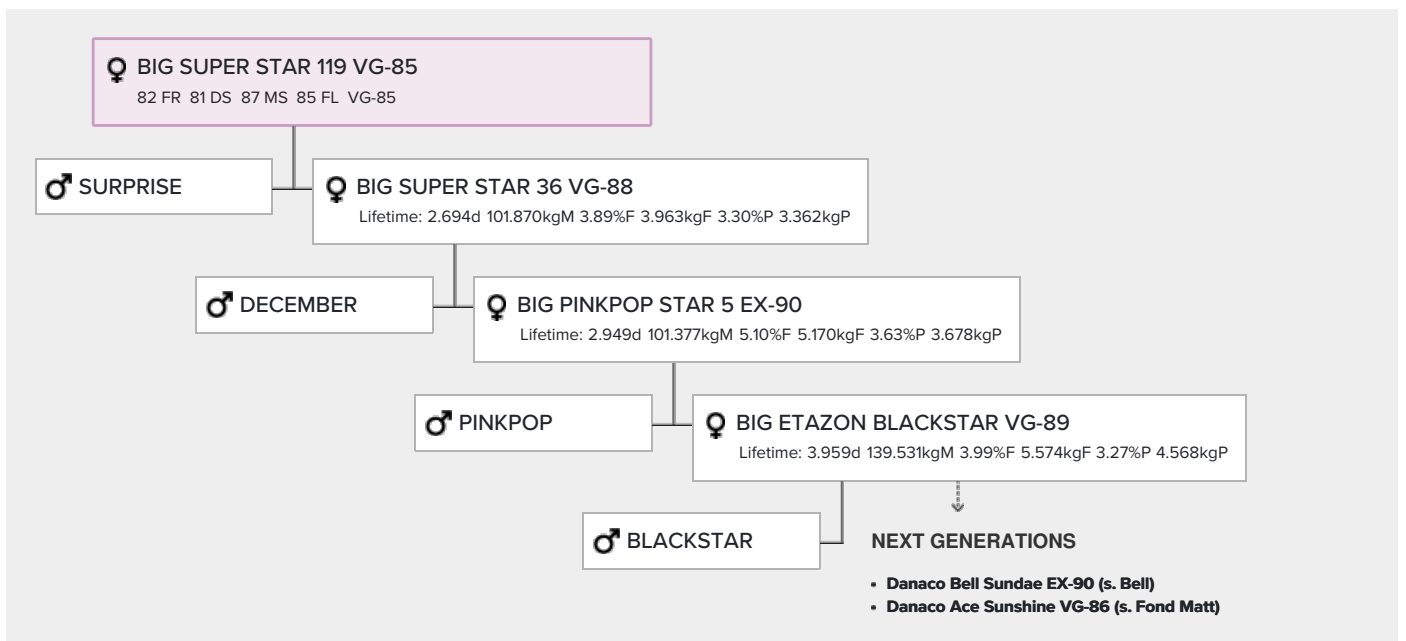 BIG SUPER STAR 119 VG-85
82 FR 81 DS 87 MS 85 FL VG-85
SURPRISE
BIG SUPER STAR 36 VG-88
Lifetime: 2.694d 101.870kgM 3.89%F 3.963kgF 3.30%P 3.362kgP
DECEMBER
BIG PINKPOP STAR 5 EX-90
Lifetime: 2.949d 101.377kgM 5.10%F 5.170kgF 3.63%P 3.678kgP
PINKPOP
BIG ETAZON BLACKSTAR VG-89
Lifetime: 3.959d 139.531kgM 3.99%F 5.574kgF 3.27%P 4.568kgP
BLACKSTAR
NEXT GENERATIONS
• Danaco Bell Sundae EX-90 (s. Bell)
• Danaco Ace Sunshine VG-86 (s. Fond Matt)